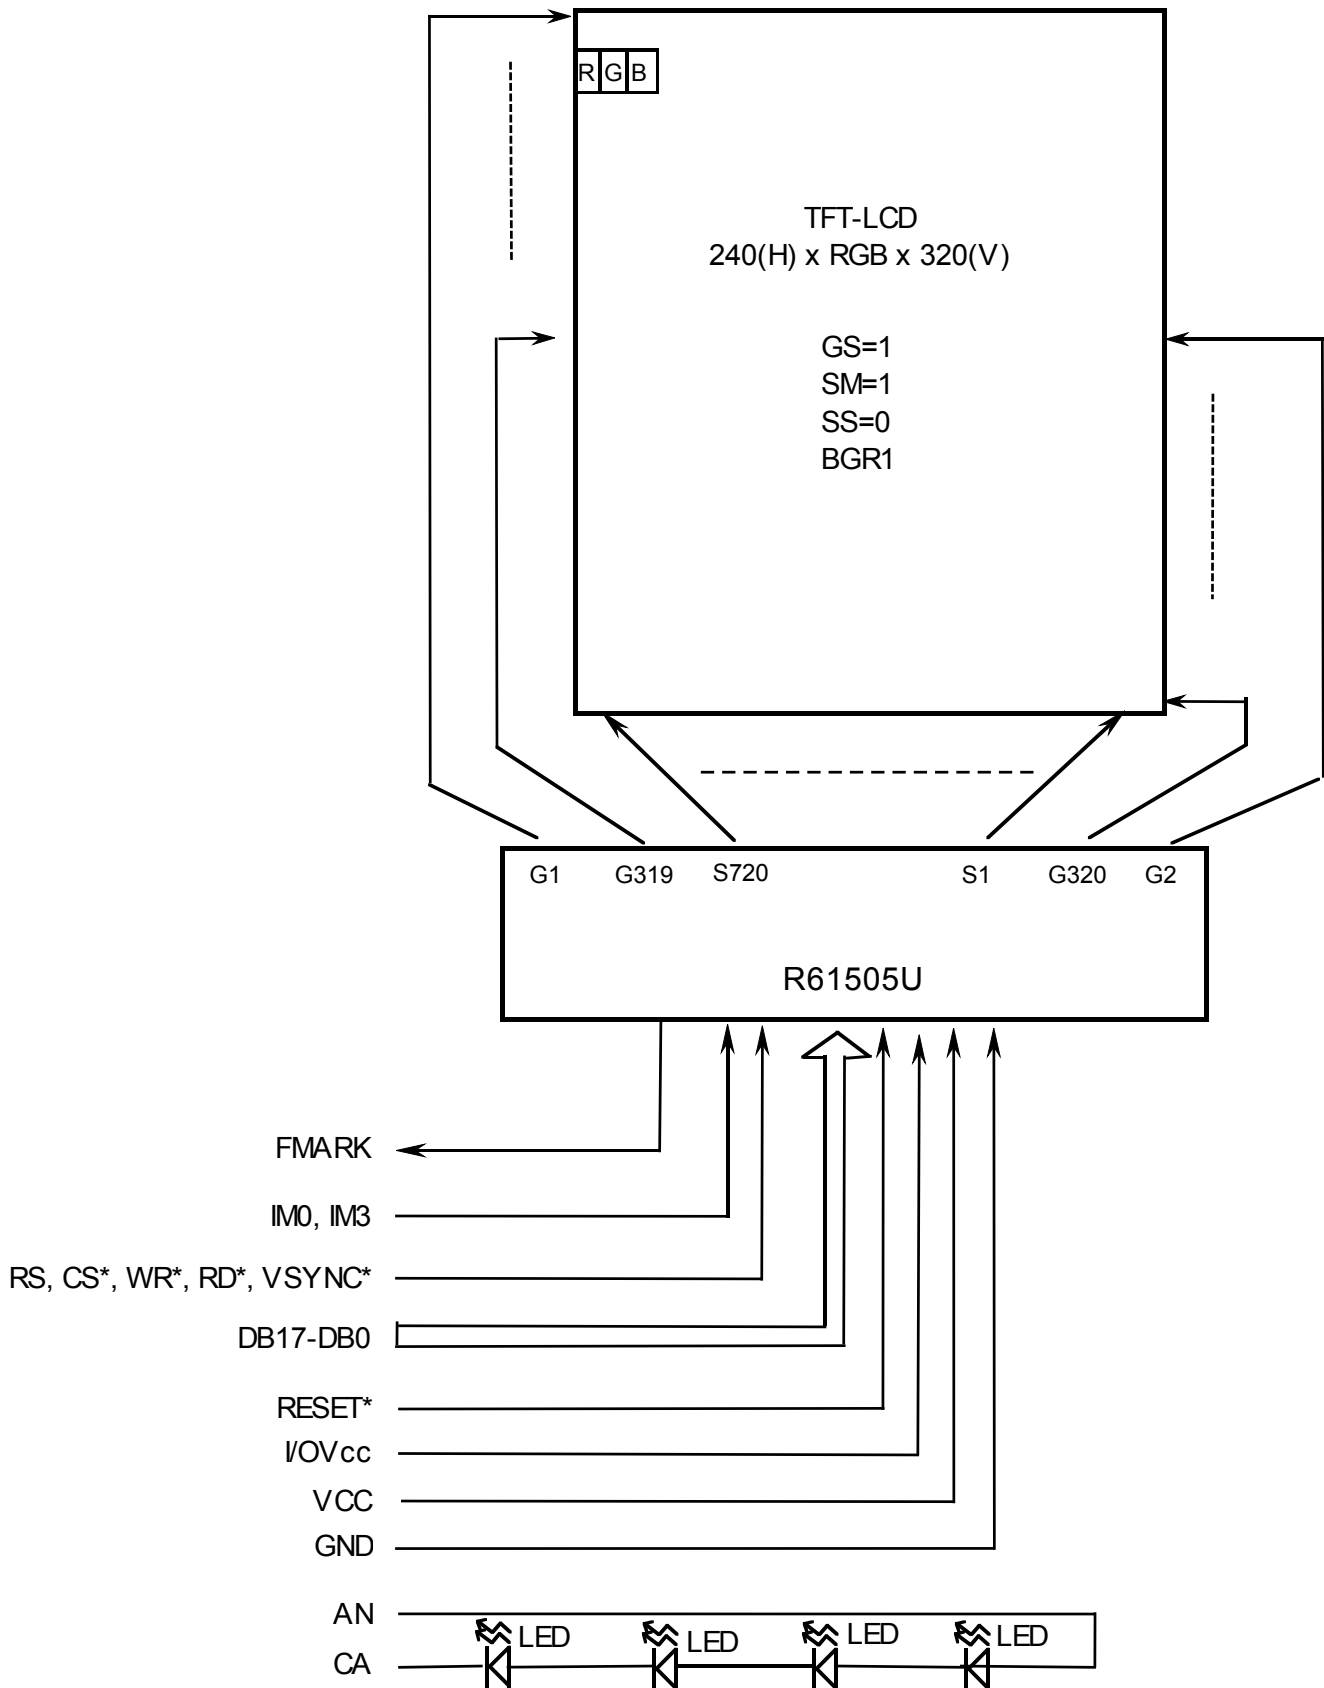 R G B
TFT-LCD
240(H) x RGB x 320(V)
GS=1
SM=1
SS=0
BGR1
G1 G319 S720 S1 G320 G2
R61505U
FMARK
IM0, IM3
RS, CS*, WR*, RD*, VSYNC*
DB17-DB0
RESET*
I/OVcc
VCC
GND
AN
LED LED LED LED
CA